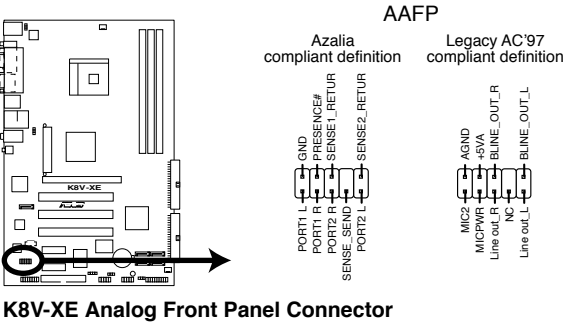 AAFP
Azalia
compliant definition
Legacy AC'97
compliant definition
GND
PRESENCE#
SENSE1_RETUR
SENSE2_RETUR
PORT1 L
PORT1 R
PORT2 R
SENSE_SEND
PORT2 L
AGND
+5VA
BLINE_OUT_R
BLINE_OUT_L
MIC2
MICPWR
Line out_R
NC
Line out_L
K8V-XE
ASUS
K8V-XE Analog Front Panel Connector